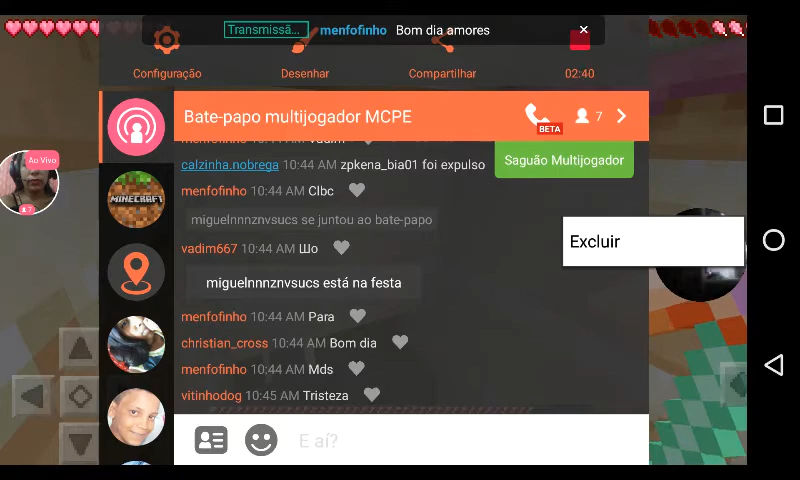 Transmissã... menfofinho Bom dia amores
Configuração Desenhar Compartilhar 02:40
Bate-papo multijogador MCPE BETA 7
Ao Vivo
7
MINECRAFT
Saguão Multijogador
calzinha.nobrega 10:44 AM zpkena_bia01 foi expulso
menfofinho 10:44 AM Clbc
miguelnnnznvsucs se juntou ao bate-papo
vadim667 10:44 AM Шо
Excluir
miguelnnnznvsucs está na festa
menfofinho 10:44 AM Para
christian_cross 10:44 AM Bom dia
menfofinho 10:44 AM Mds
vitinhodog 10:45 AM Tristeza
E aí?